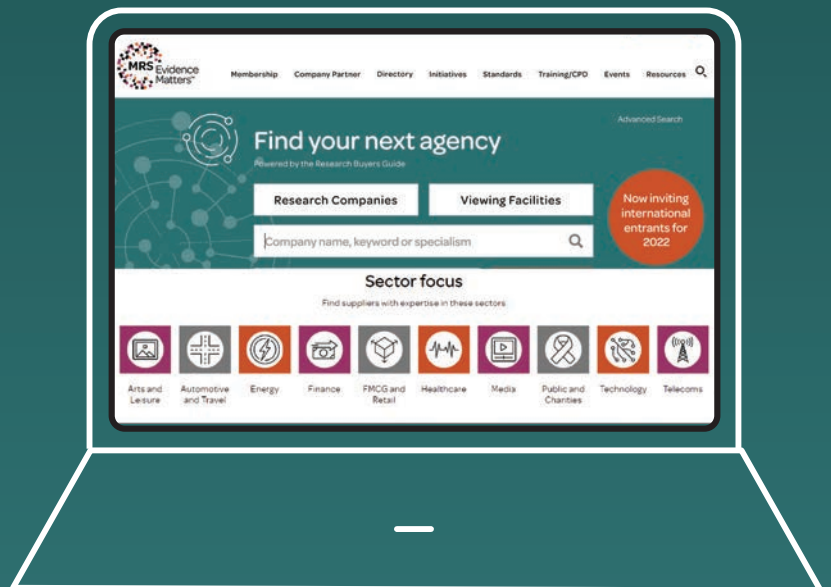 MRS Evidence
Matters™
Membership Company Partner Directory Initiatives Standards Training/CPD Events Resources
Advanced Search
Find your next agency
Powered by the Research Buyers Guide
Research Companies Viewing Facilities
Company name, keyword or specialism
Now inviting
international
entrants for
2022
Sector focus
Find suppliers with expertise in these sectors
Arts and
Leisure
Automotive
and Travel
Energy
Finance
FMCG and
Retail
Healthcare
Media
Public and
Charities
Technology
Telecoms